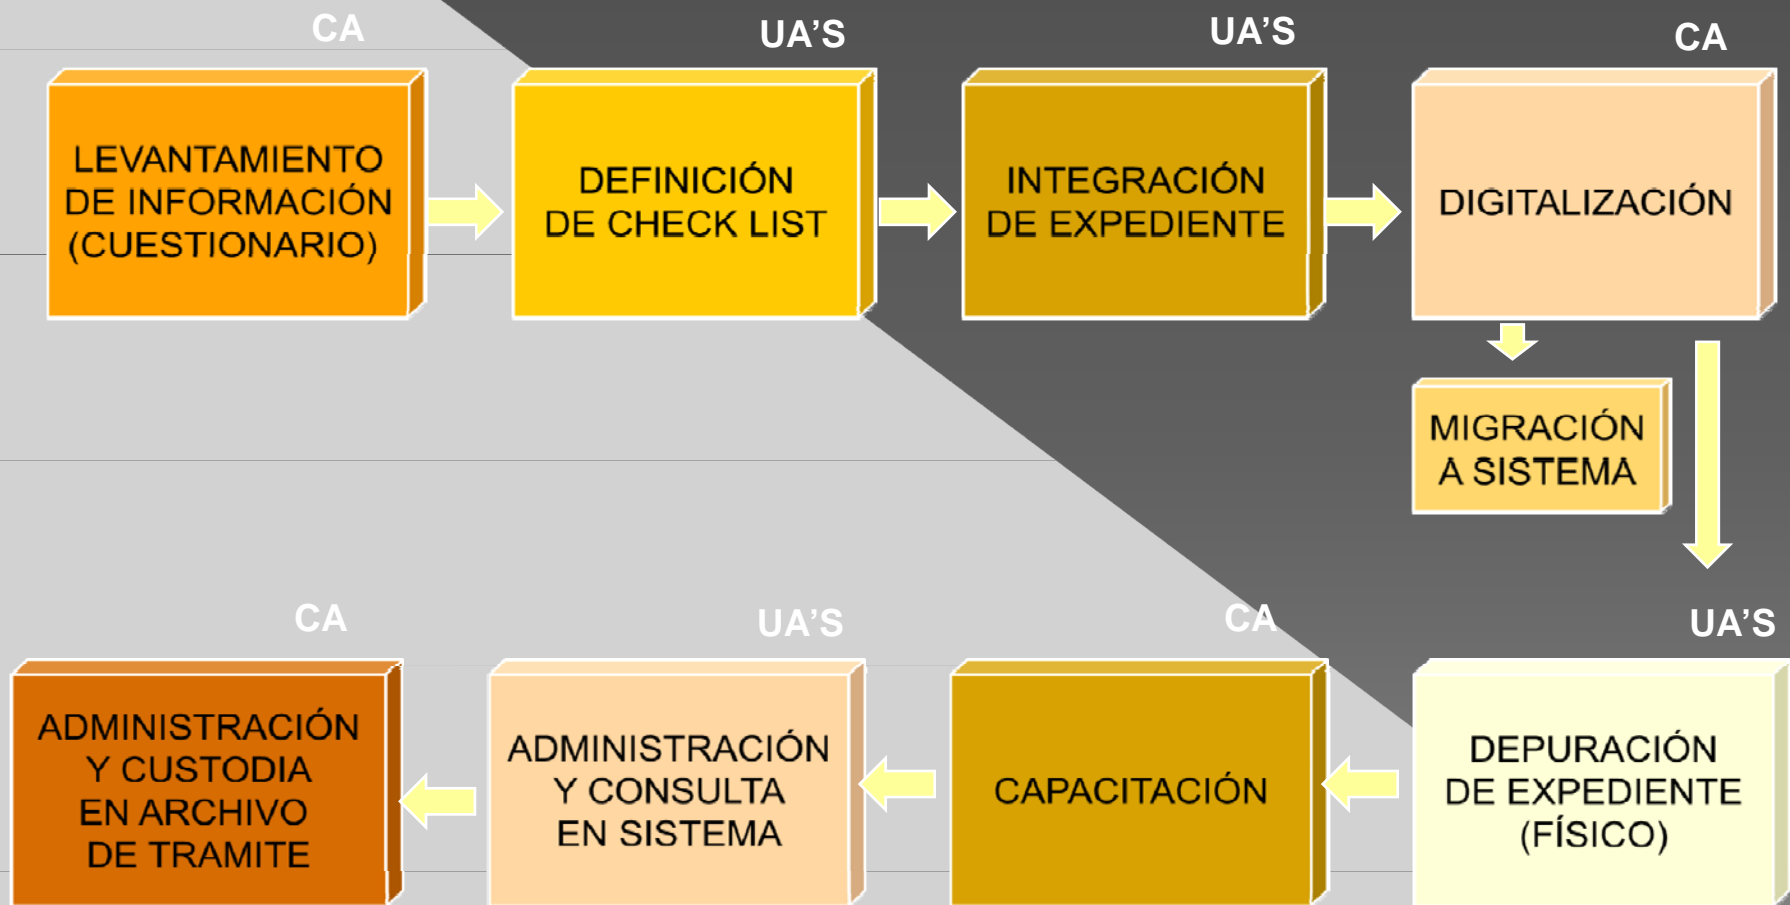 CA
UA’S
UA’S
CA
LEVANTAMIENTO
DE INFORMACIÓN
(CUESTIONARIO)
DEFINICIÓN
DE CHECK LIST
INTEGRACIÓN
DE EXPEDIENTE
DIGITALIZACIÓN
MIGRACIÓN
A SISTEMA
CA
UA’S
CA
UA’S
ADMINISTRACIÓN
Y CUSTODIA
EN ARCHIVO
DE TRAMITE
ADMINISTRACIÓN
Y CONSULTA
EN SISTEMA
CAPACITACIÓN
DEPURACIÓN
DE EXPEDIENTE
(FÍSICO)